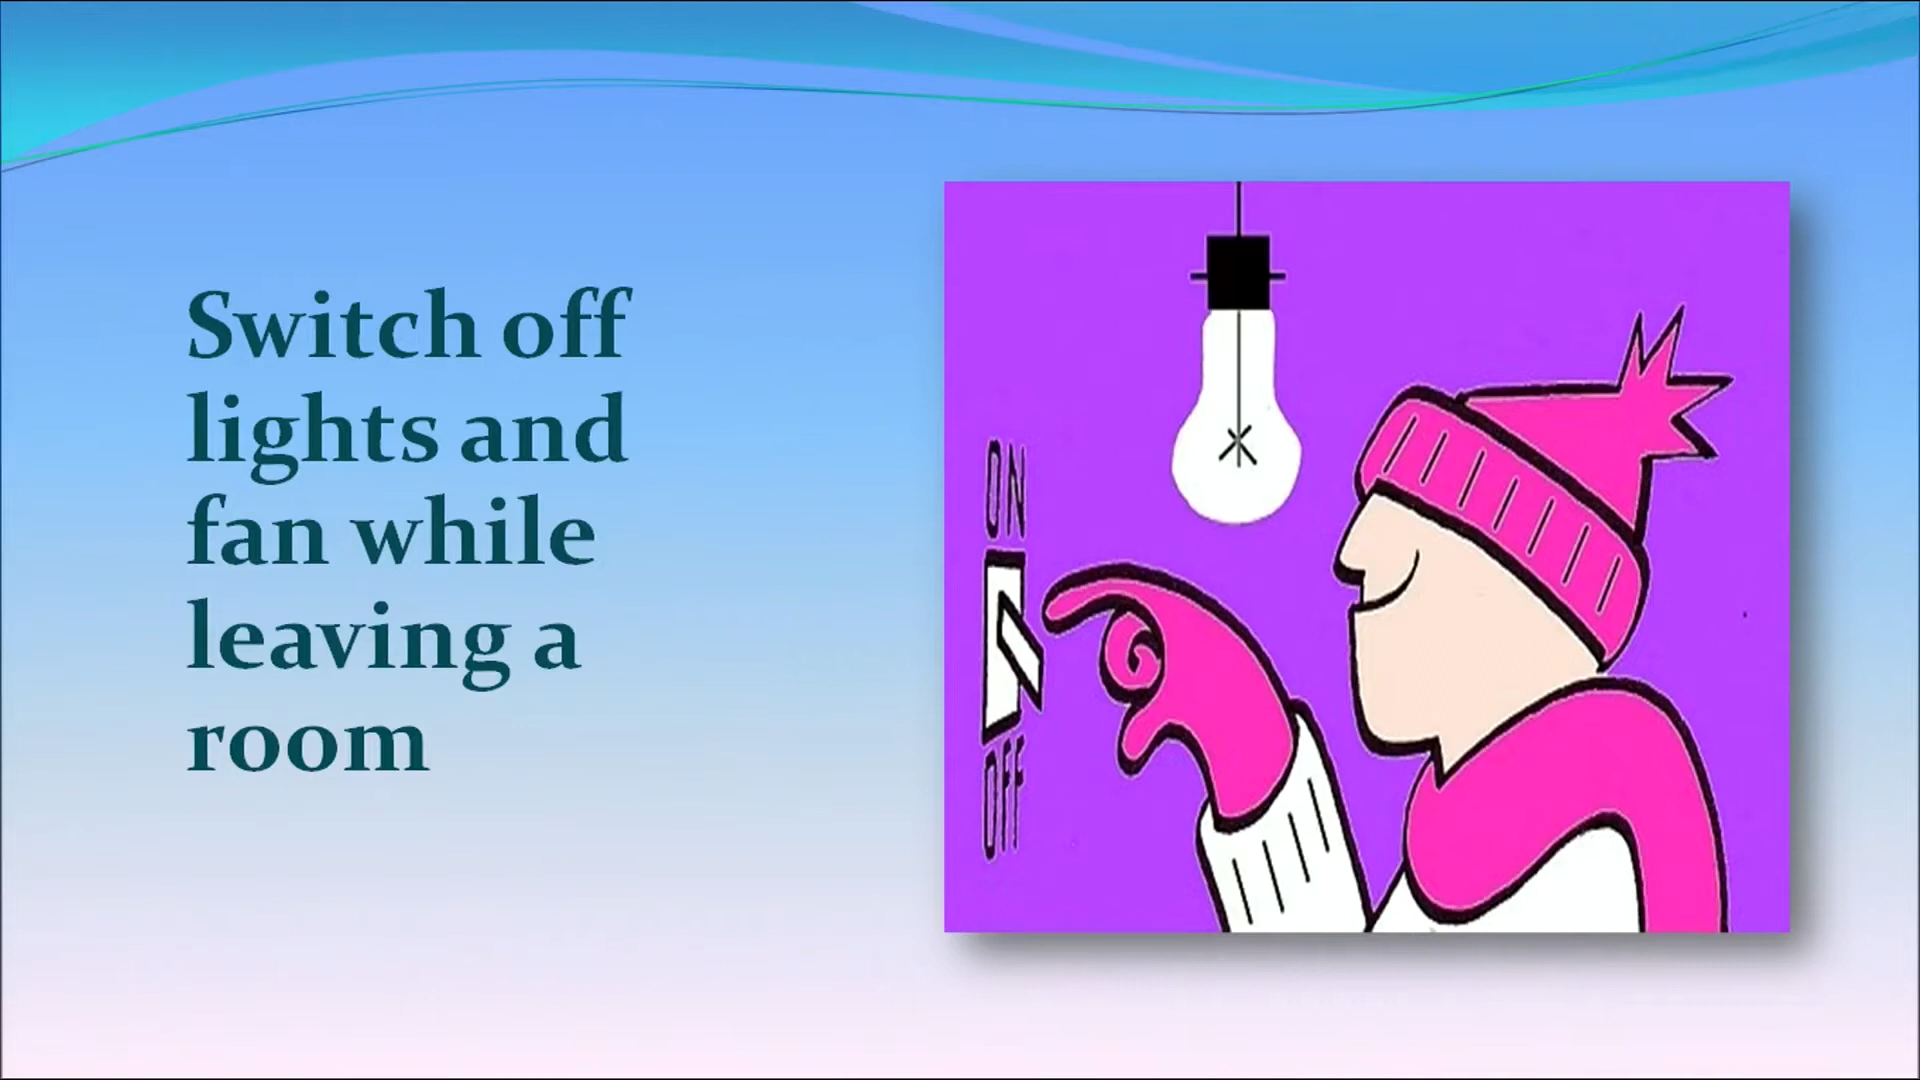 Switch off
lights and
fan while
leaving a
room
ON
OFF